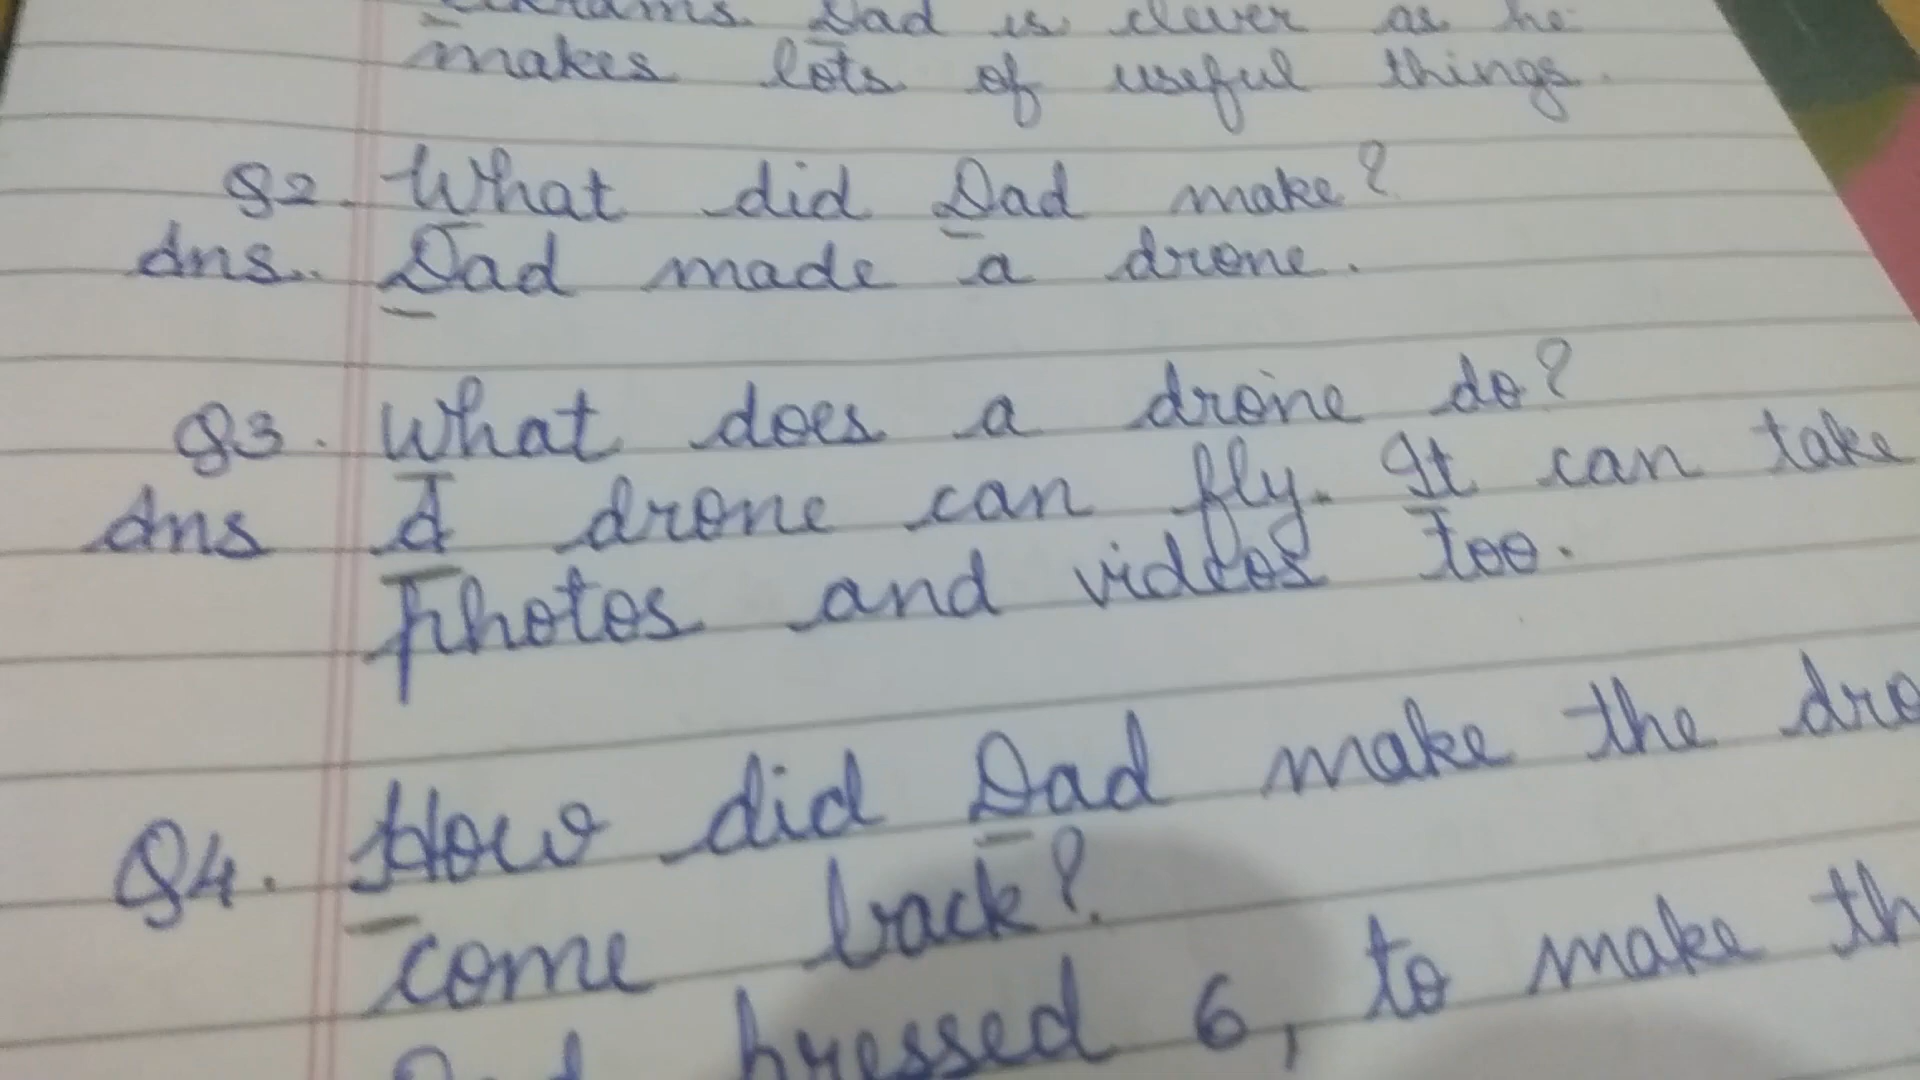 Dad is clever as he
makes lots of useful things.
Q2. What did Dad make?
Ans. Dad made a drone.
Q3. What does a drone do?
Ans A drone can fly. It can take
photos and videos too.
Q4. How did Dad make the dro
come back?
pressed 6, to make th